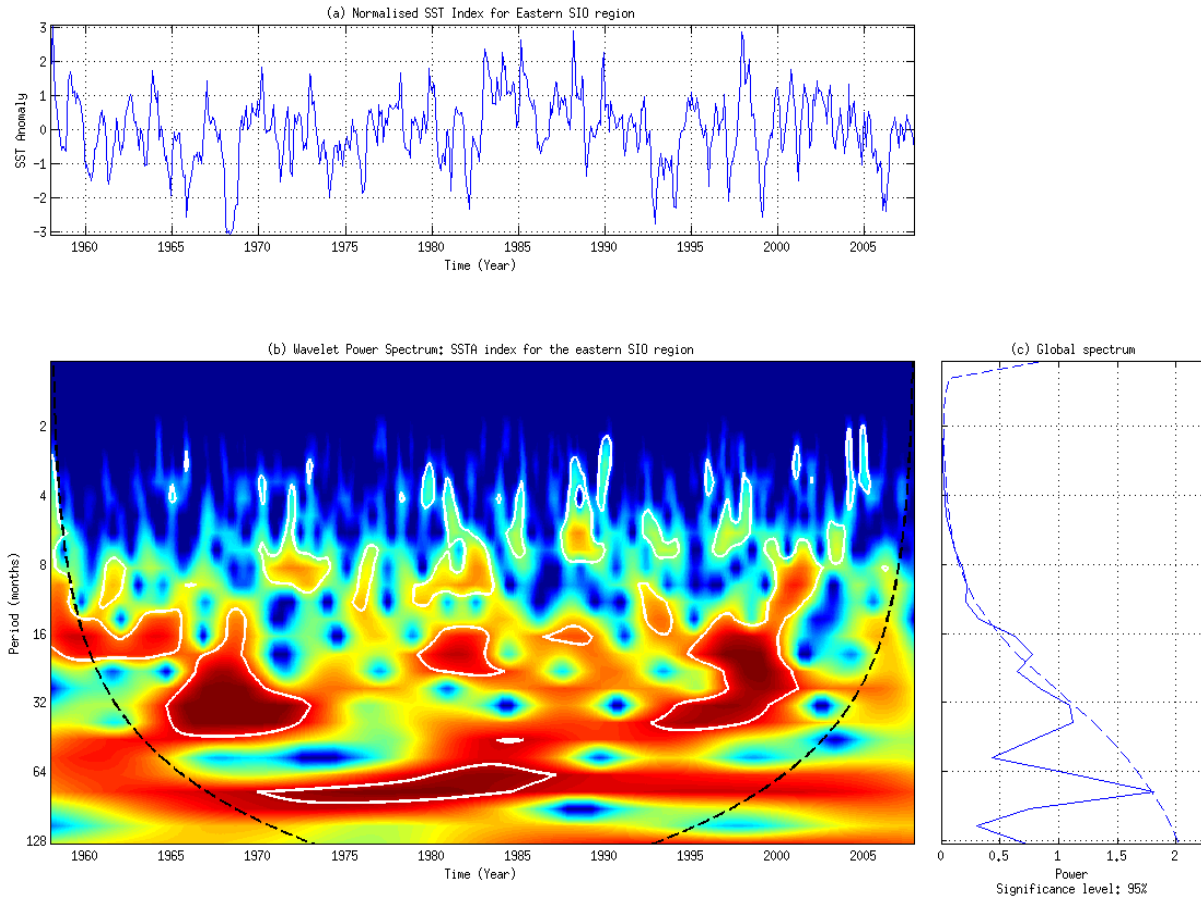 (a) Normalised SST Index for Eastern SIO region
3
2
1
0
-1
-2
-3
SST Anomaly
1960 1965 1970 1975 1980 1985 1990 1995 2000 2005
Time (Year)
(b) Wavelet Power Spectrum: SSTA index for the eastern SIO region
2
4
8
16
32
64
128
Period (months)
1960 1965 1970 1975 1980 1985 1990 1995 2000 2005
Time (Year)
(c) Global spectrum
0 0.5 1 1.5 2
Power
Significance level: 95%